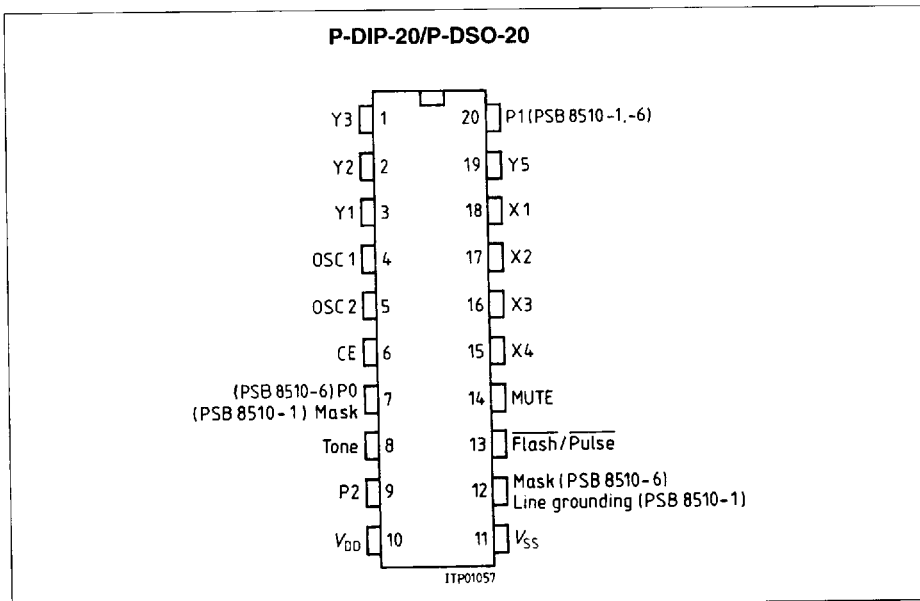 P-DIP-20/P-DSO-20
Y3 1
20 P1 (PSB 8510-1,-6)
Y2 2
19 Y5
Y1 3
18 X1
OSC 1 4
17 X2
OSC 2 5
16 X3
CE 6
15 X4
(PSB 8510-6) P0
(PSB 8510-1) Mask
7
14 MUTE
Tone 8
13 Flash/Pulse
P2 9
12
Mask (PSB 8510-6)
Line grounding (PSB 8510-1)
VDD 10
11 VSS
ITP01057